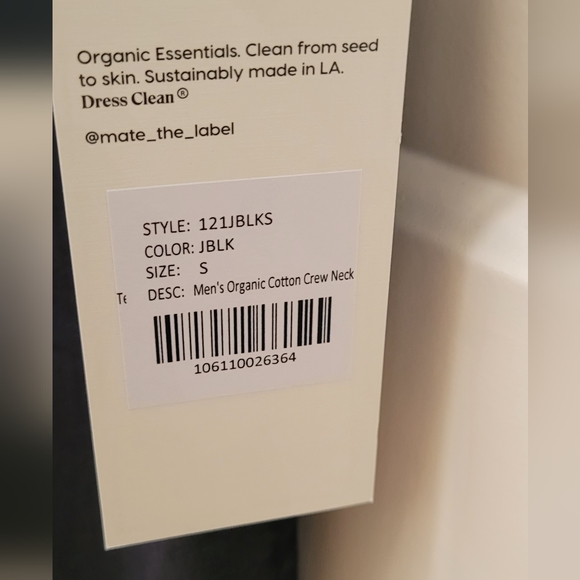 Organic Essentials. Clean from seed
to skin. Sustainably made in LA.
Dress Clean®
@mate_the_label
STYLE: 121JBLKS
COLOR: JBLK
SIZE: S
DESC: Men's Organic Cotton Crew Neck
106110026364